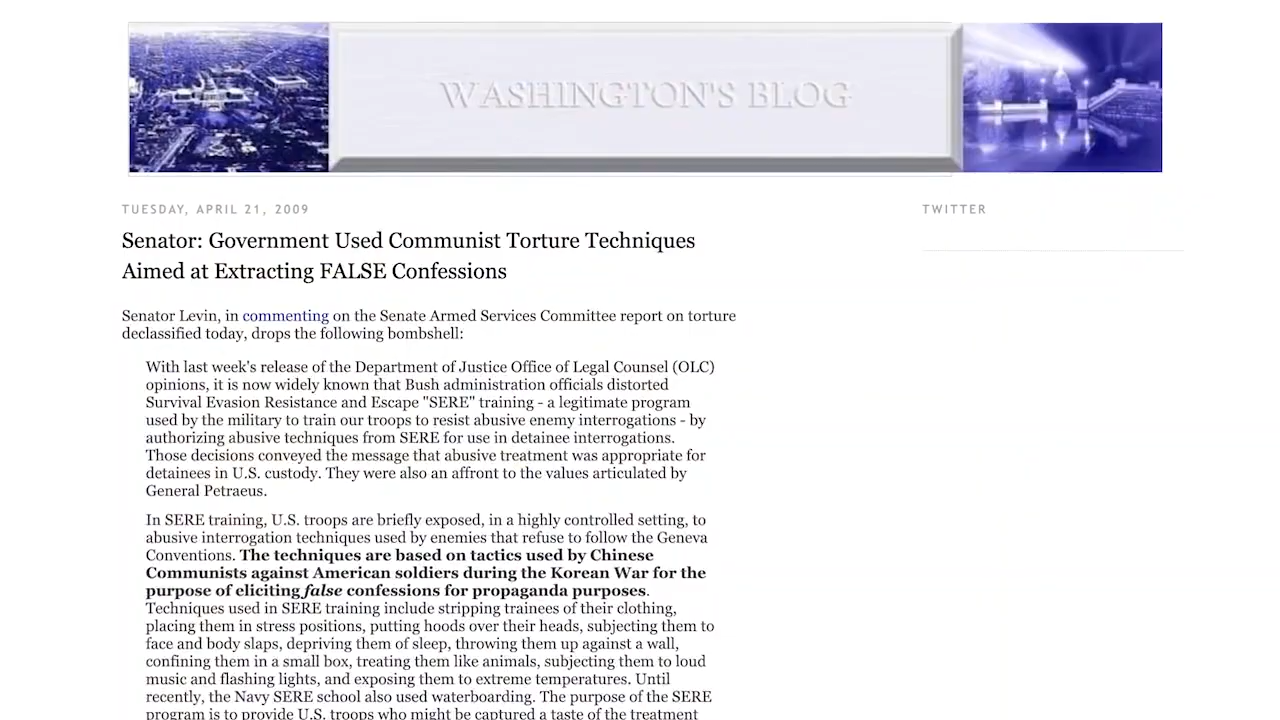 WASHINGTON'S BLOG
TUESDAY, APRIL 21, 2009
TWITTER
Senator: Government Used Communist Torture Techniques
Aimed at Extracting FALSE Confessions
Senator Levin, in commenting on the Senate Armed Services Committee report on torture
declassified today, drops the following bombshell:
With last week's release of the Department of Justice Office of Legal Counsel (OLC)
opinions, it is now widely known that Bush administration officials distorted
Survival Evasion Resistance and Escape "SERE" training - a legitimate program
used by the military to train our troops to resist abusive enemy interrogations - by
authorizing abusive techniques from SERE for use in detainee interrogations.
Those decisions conveyed the message that abusive treatment was appropriate for
detainees in U.S. custody. They were also an affront to the values articulated by
General Petraeus.
In SERE training, U.S. troops are briefly exposed, in a highly controlled setting, to
abusive interrogation techniques used by enemies that refuse to follow the Geneva
Conventions. The techniques are based on tactics used by Chinese
Communists against American soldiers during the Korean War for the
purpose of eliciting false confessions for propaganda purposes.
Techniques used in SERE training include stripping trainees of their clothing,
placing them in stress positions, putting hoods over their heads, subjecting them to
face and body slaps, depriving them of sleep, throwing them up against a wall,
confining them in a small box, treating them like animals, subjecting them to loud
music and flashing lights, and exposing them to extreme temperatures. Until
recently, the Navy SERE school also used waterboarding. The purpose of the SERE
program is to provide U.S. troops who might be captured a taste of the treatment